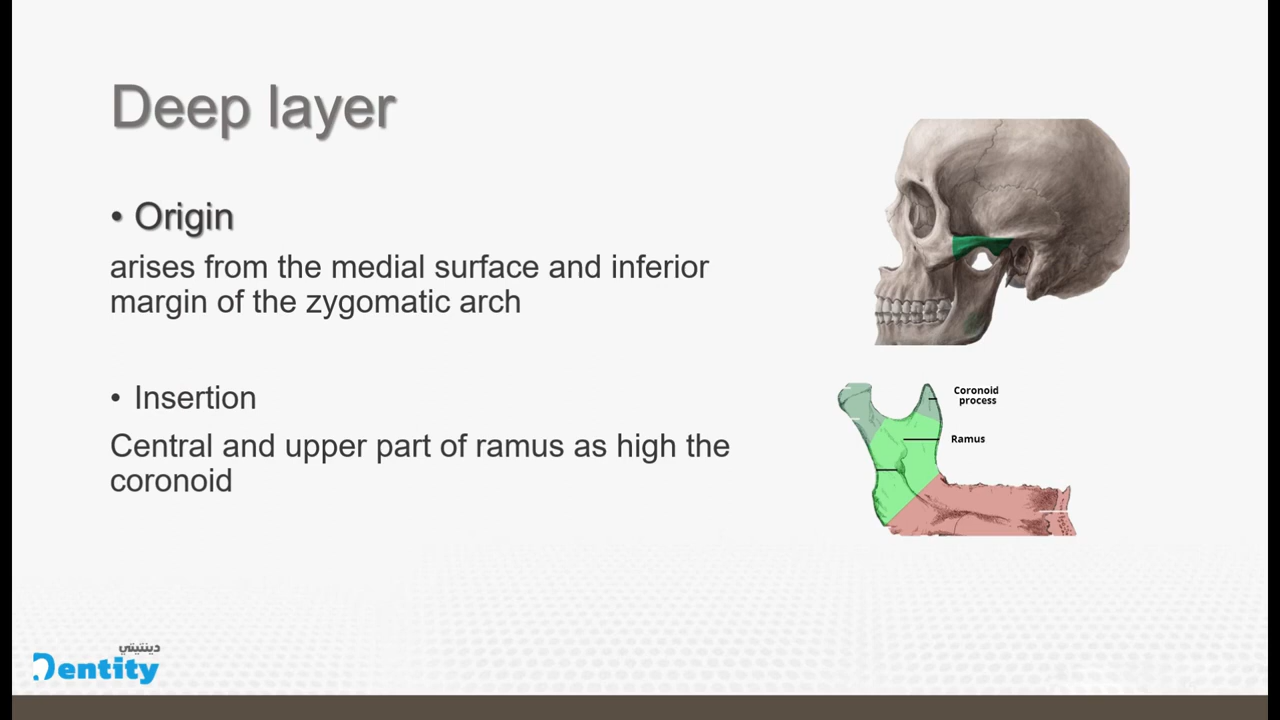 Deep layer
• Origin
arises from the medial surface and inferior
margin of the zygomatic arch
• Insertion
Central and upper part of ramus as high the
coronoid
Coronoid
process
Ramus
دينتيتي
Dentity